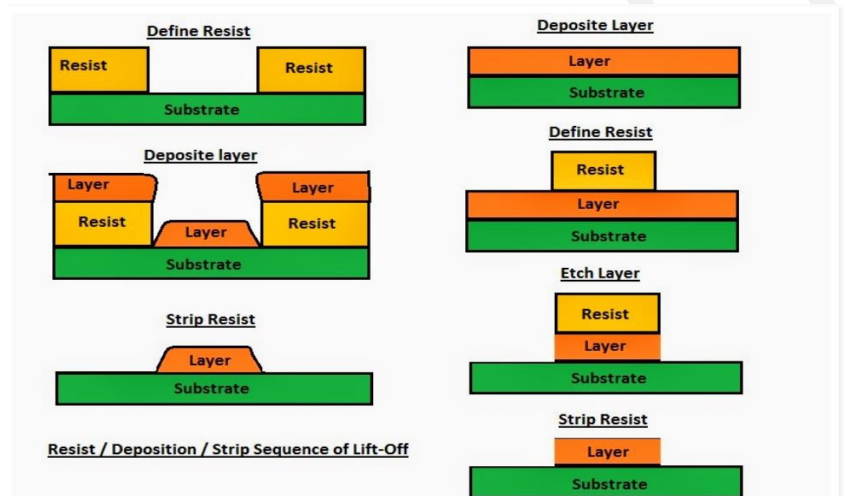 Define Resist
Resist
Resist
Substrate
Deposite layer
Layer
Layer
Resist
Layer
Resist
Substrate
Strip Resist
Layer
Substrate
Resist / Deposition / Strip Sequence of Lift-Off
Deposite Layer
Layer
Substrate
Define Resist
Resist
Layer
Substrate
Etch Layer
Resist
Layer
Substrate
Strip Resist
Layer
Substrate